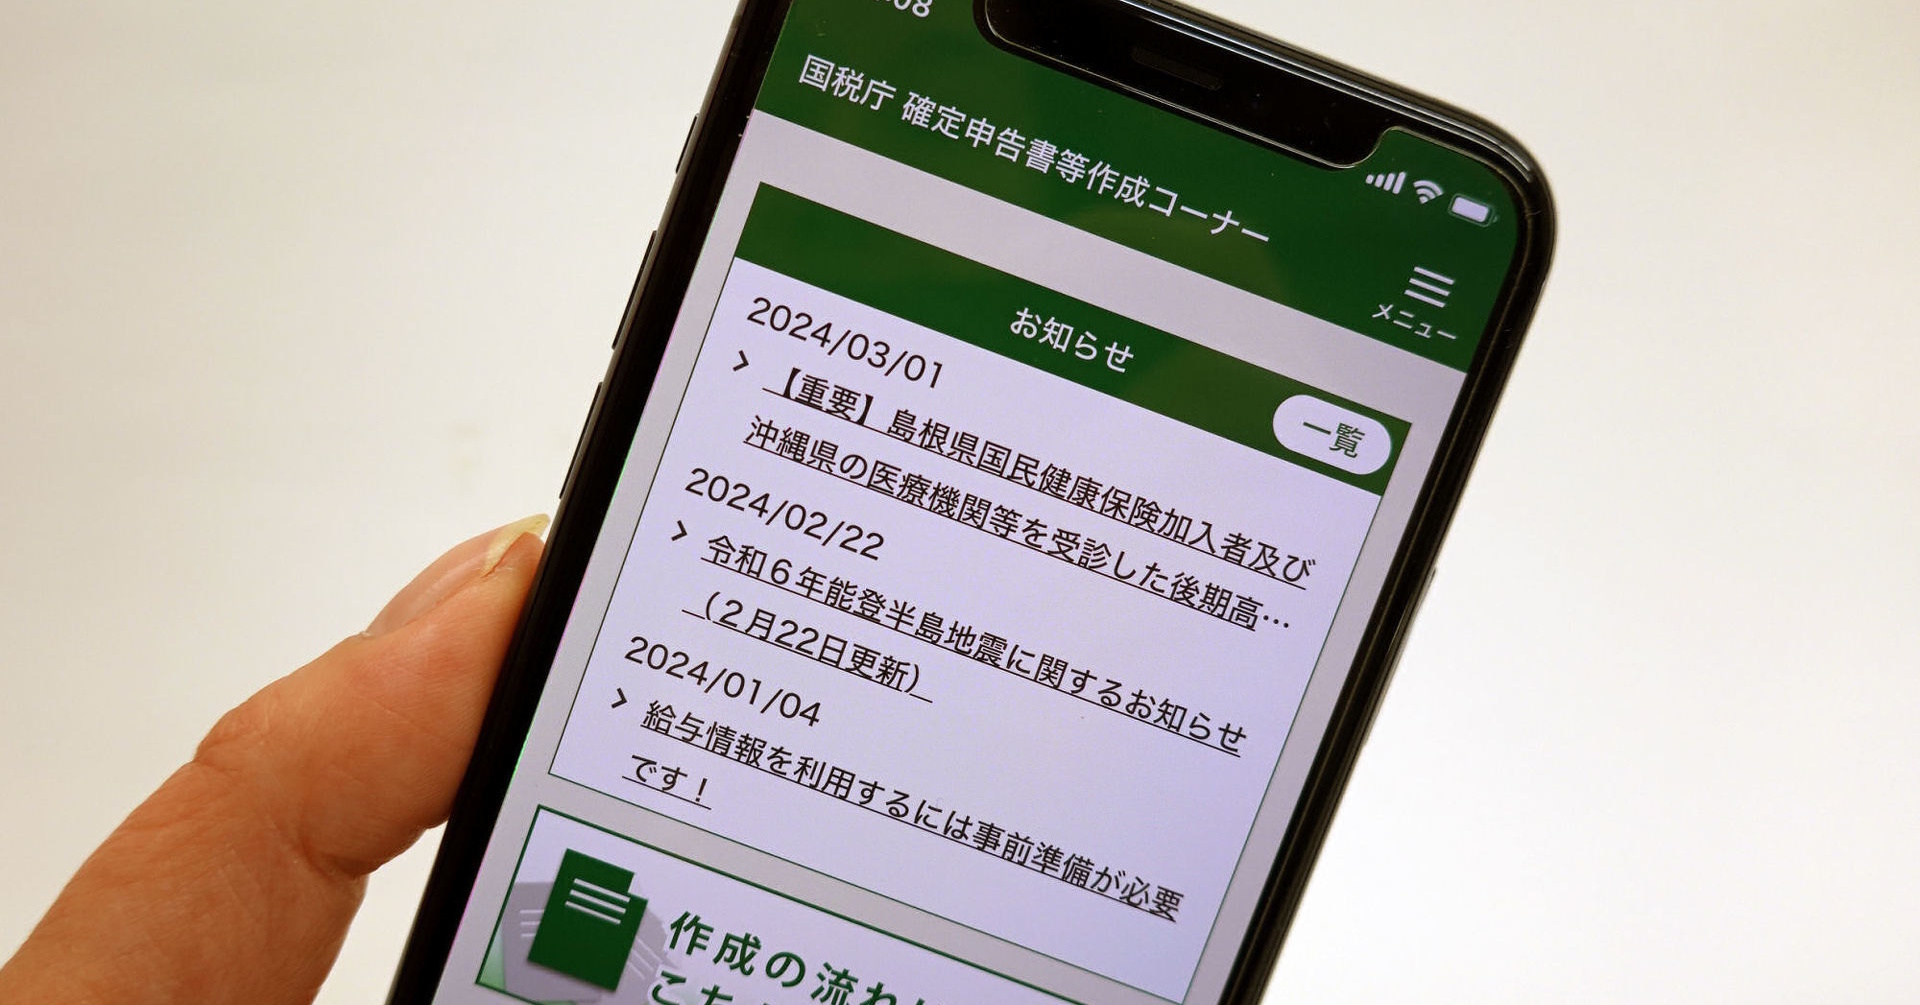 国税庁 確定申告書等作成コーナー
メニュー
お知らせ
一覧
2024/03/01
【重要】島根県国民健康保険加入者及び
沖縄県の医療機関等を受診した後期高…
2024/02/22
令和６年能登半島地震に関するお知らせ
（２月22日更新）
2024/01/04
給与情報を利用するには事前準備が必要
です！
作成の流れ